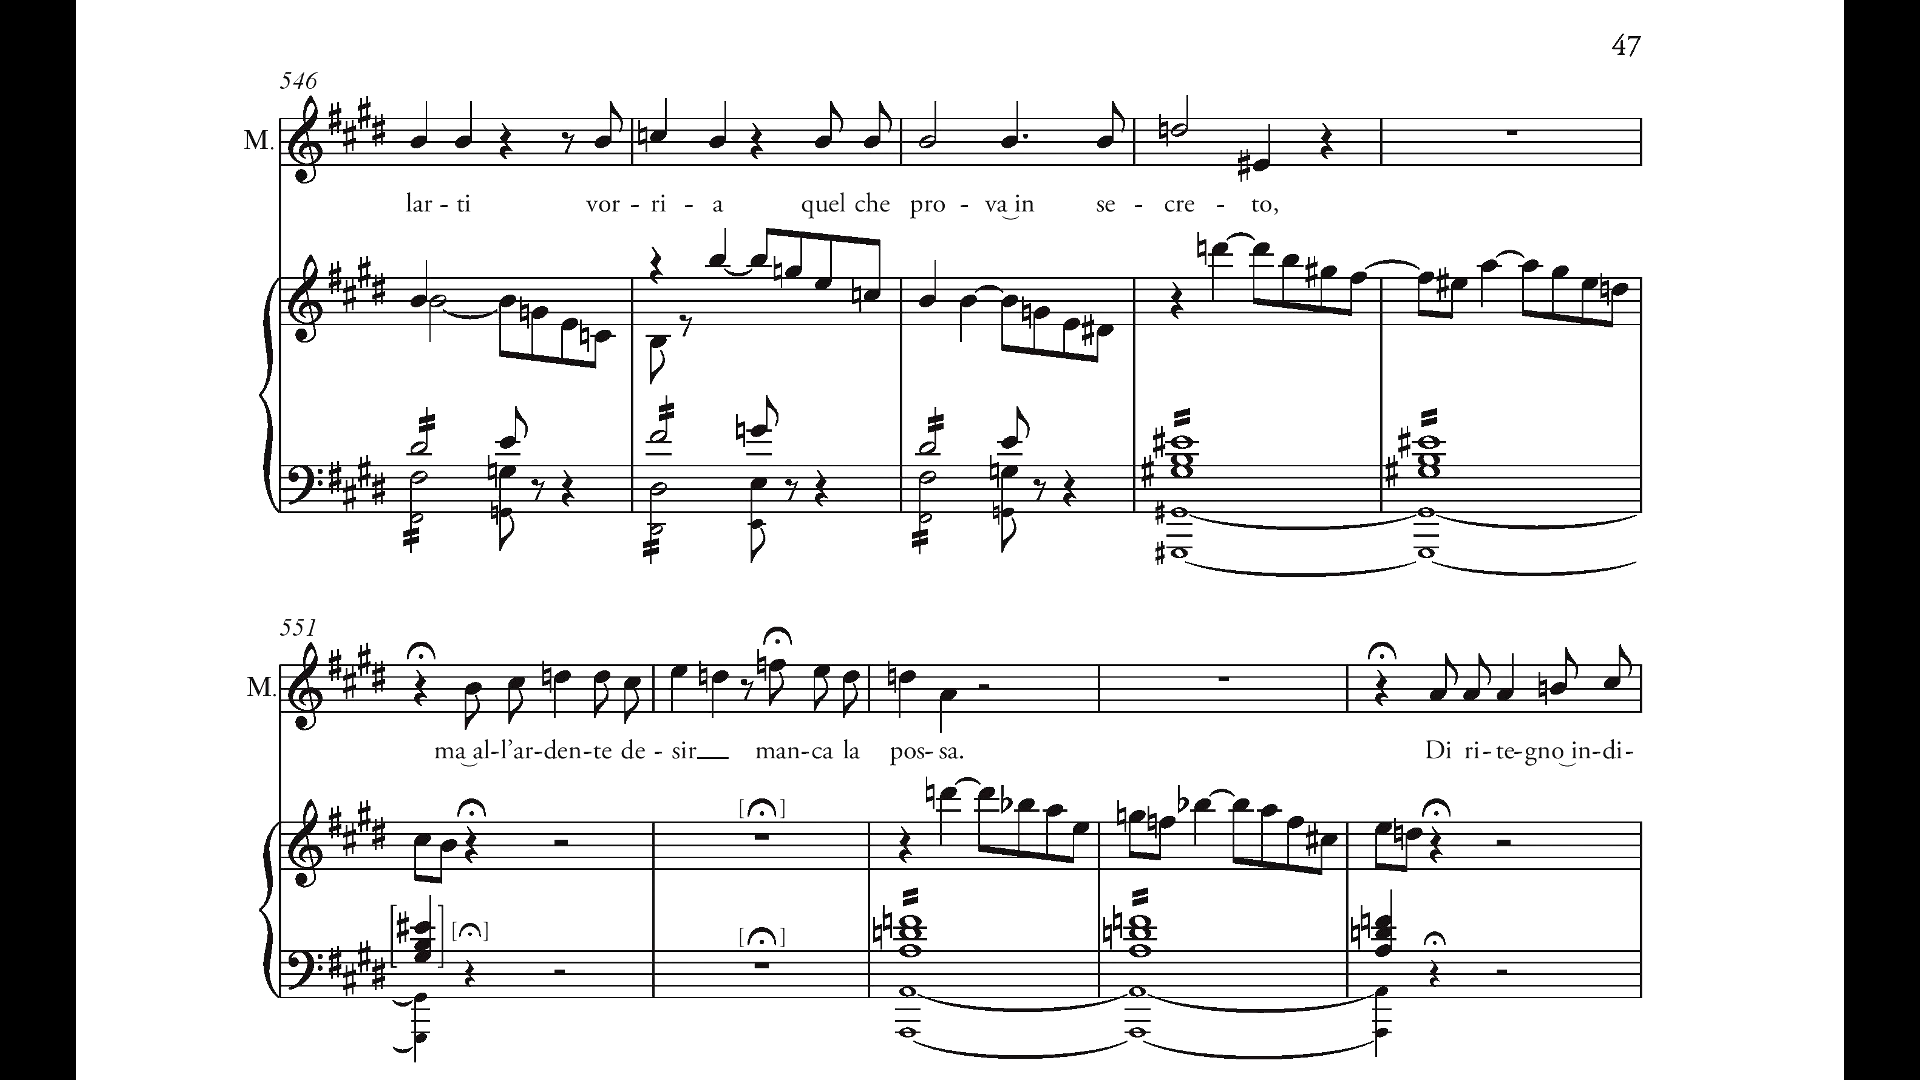 47
546
M.
lar - ti vor - ri - a quel che pro - va‿in se - cre - to,
551
M.
ma‿al-l'ar-den-te de - sir__ man-ca la pos-sa. Di ri-te-gno‿in-di-